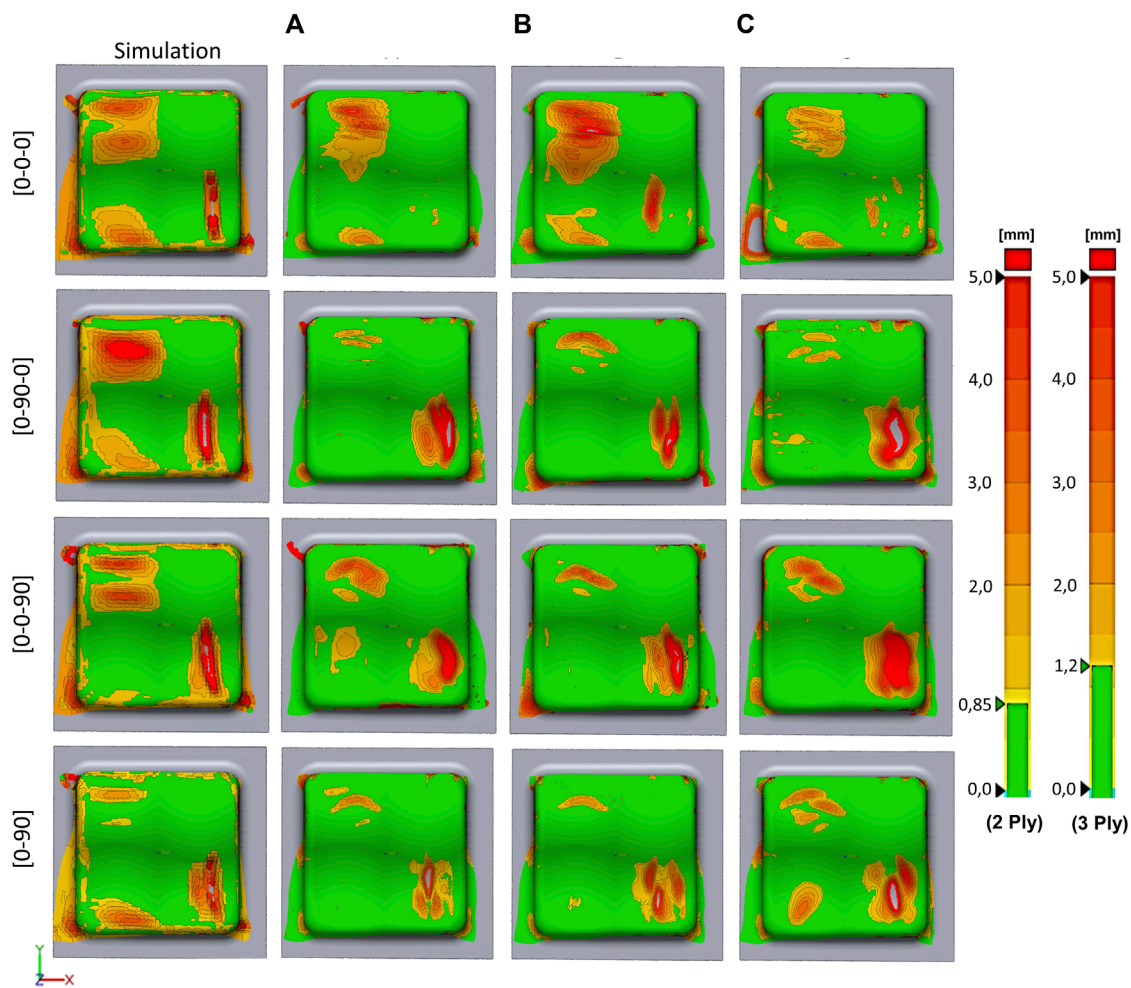 A B C
Simulation
[0-0-0]
[mm] [mm]
5,0 5,0
[0-90-0]
4,0 4,0
3,0 3,0
[0-0-90]
2,0 2,0
1,2
0,85
[0-90]
0,0 0,0
(2 Ply) (3 Ply)
Y
Z X